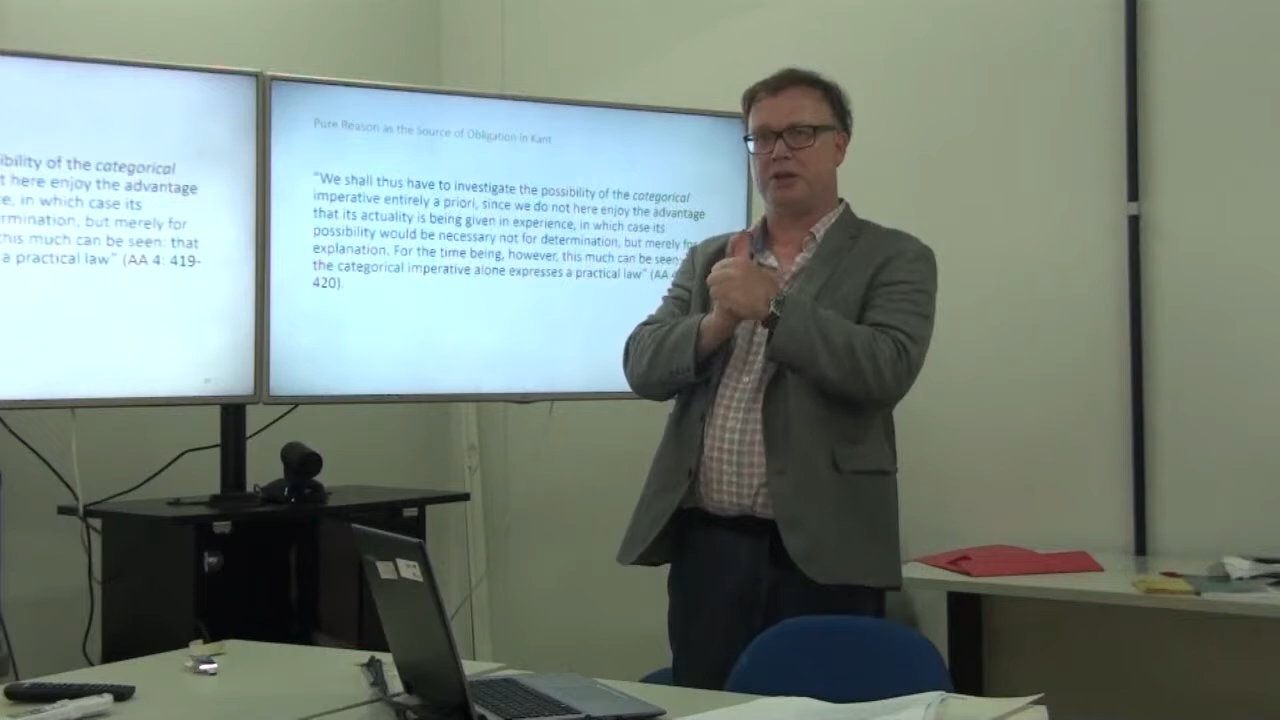 ibility of the categorical
t here enjoy the advantage
e, in which case its
rmination, but merely for
this much can be seen: that
a practical law” (AA 4: 419-
Pure Reason as the Source of Obligation in Kant
“We shall thus have to investigate the possibility of the categorical
imperative entirely a priori, since we do not here enjoy the advantage
that its actuality is being given in experience, in which case its
possibility would be necessary not for determination, but merely for
explanation. For the time being, however, this much can be seen:
the categorical imperative alone expresses a practical law” (AA
420).